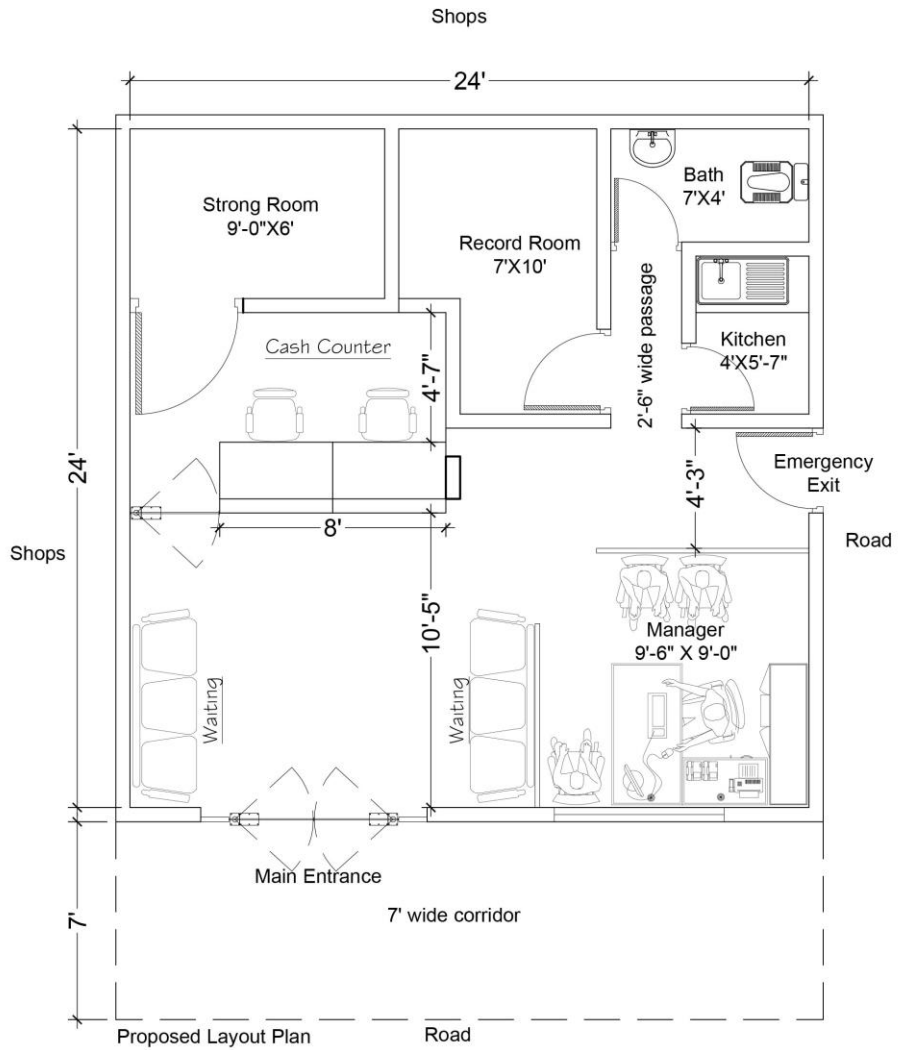 Shops
24'
Strong Room
9'-0"X6'
Record Room
7'X10'
Bath
7'X4'
2'-6" wide passage
Kitchen
4'X5'-7"
Cash Counter
4'-7"
24'
8'
4'-3"
Emergency
Exit
Shops
Road
10'-5"
Waiting
Waiting
Manager
9'-6" X 9'-0"
Main Entrance
7'
7' wide corridor
Proposed Layout Plan
Road